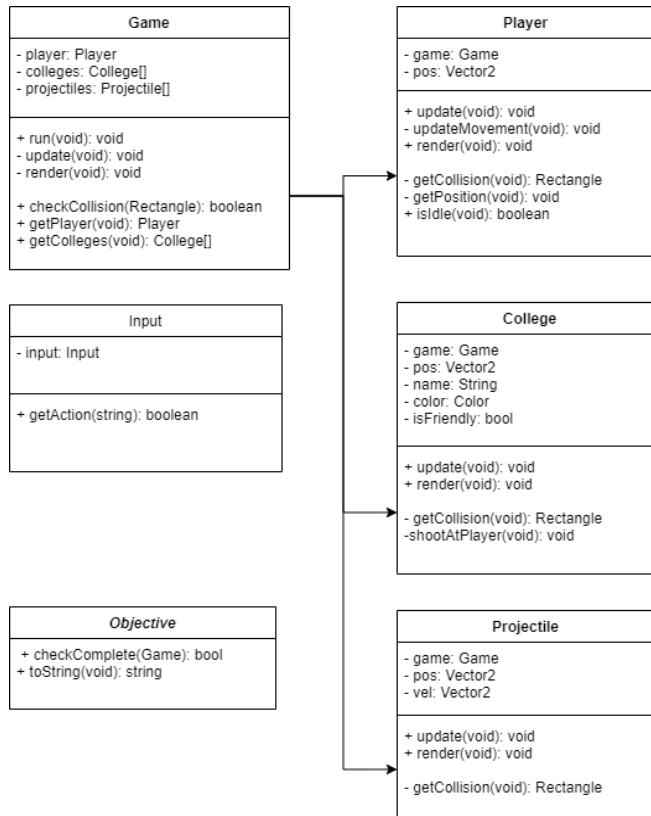 Game
- player: Player
- colleges: College[]
- projectiles: Projectile[]
+ run(void): void
- update(void): void
- render(void): void
+ checkCollision(Rectangle): boolean
+ getPlayer(void): Player
+ getColleges(void): College[]
Player
- game: Game
- pos: Vector2
+ update(void): void
- updateMovement(void): void
+ render(void): void
- getCollision(void): Rectangle
- getPosition(void): void
+ isIdle(void): boolean
Input
- input: Input
+ getAction(string): boolean
College
- game: Game
- pos: Vector2
- name: String
- color: Color
- isFriendly: bool
+ update(void): void
+ render(void): void
- getCollision(void): Rectangle
-shootAtPlayer(void): void
Objective
+ checkComplete(Game): bool
+ toString(void): string
Projectile
- game: Game
- pos: Vector2
- vel: Vector2
+ update(void): void
+ render(void): void
- getCollision(void): Rectangle